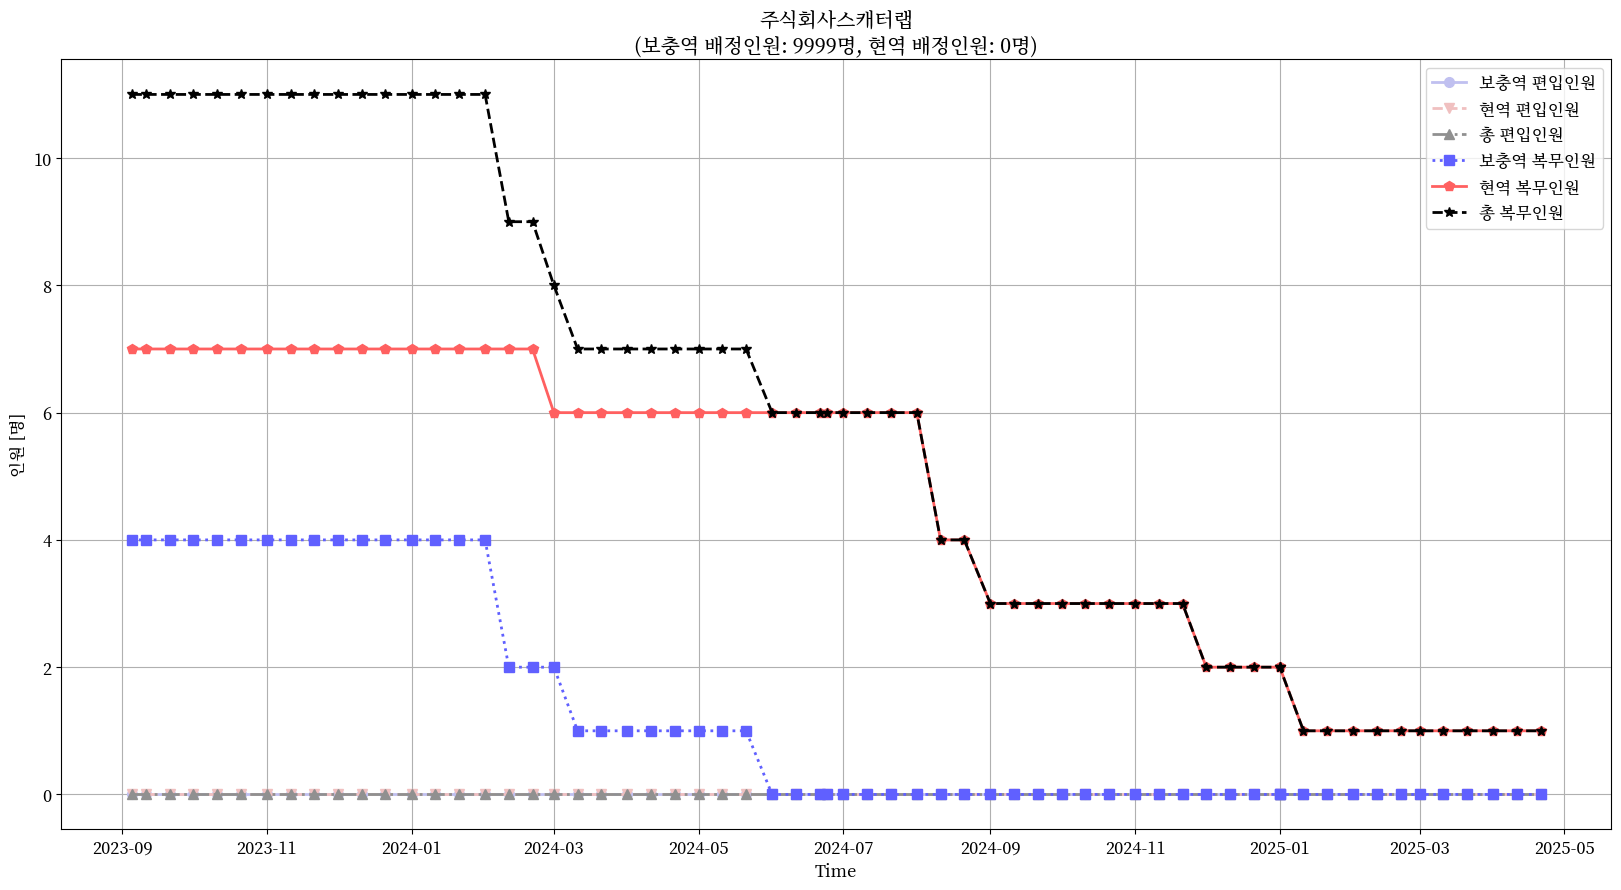 주식회사스캐터랩
(보충역 배정인원: 9999명, 현역 배정인원: 0명)
보충역 편입인원
현역 편입인원
총 편입인원
보충역 복무인원
현역 복무인원
총 복무인원
인원 [명]
10
8
6
4
2
0
2023-09 2023-11 2024-01 2024-03 2024-05 2024-07 2024-09 2024-11 2025-01 2025-03 2025-05
Time